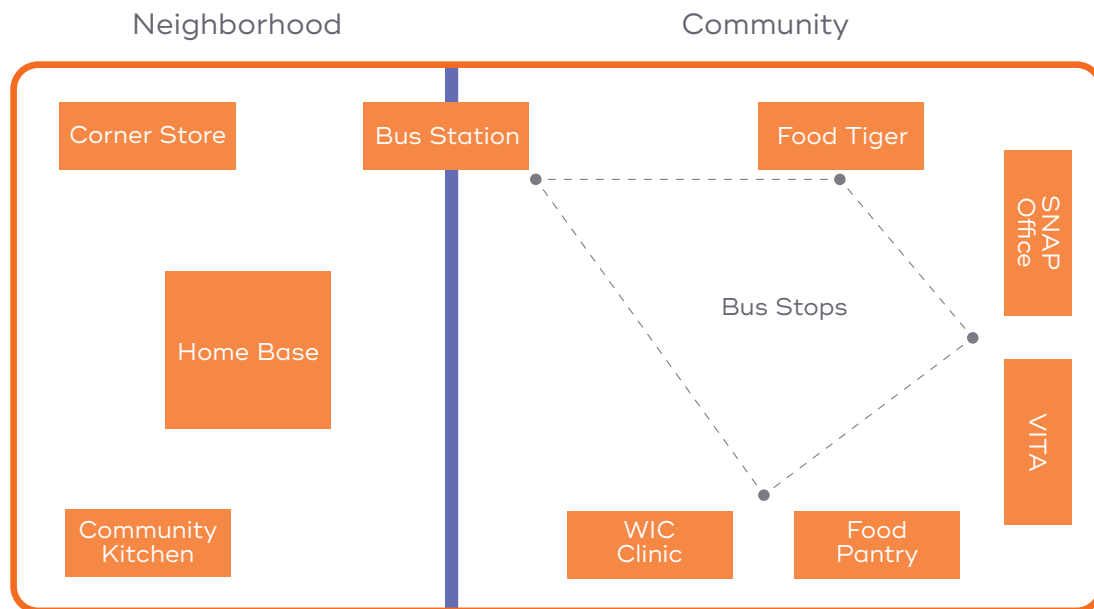 Neighborhood
Community
Corner Store
Bus Station
Food Tiger
SNAP
Office
Bus Stops
Home Base
VITA
Community
Kitchen
WIC
Clinic
Food
Pantry